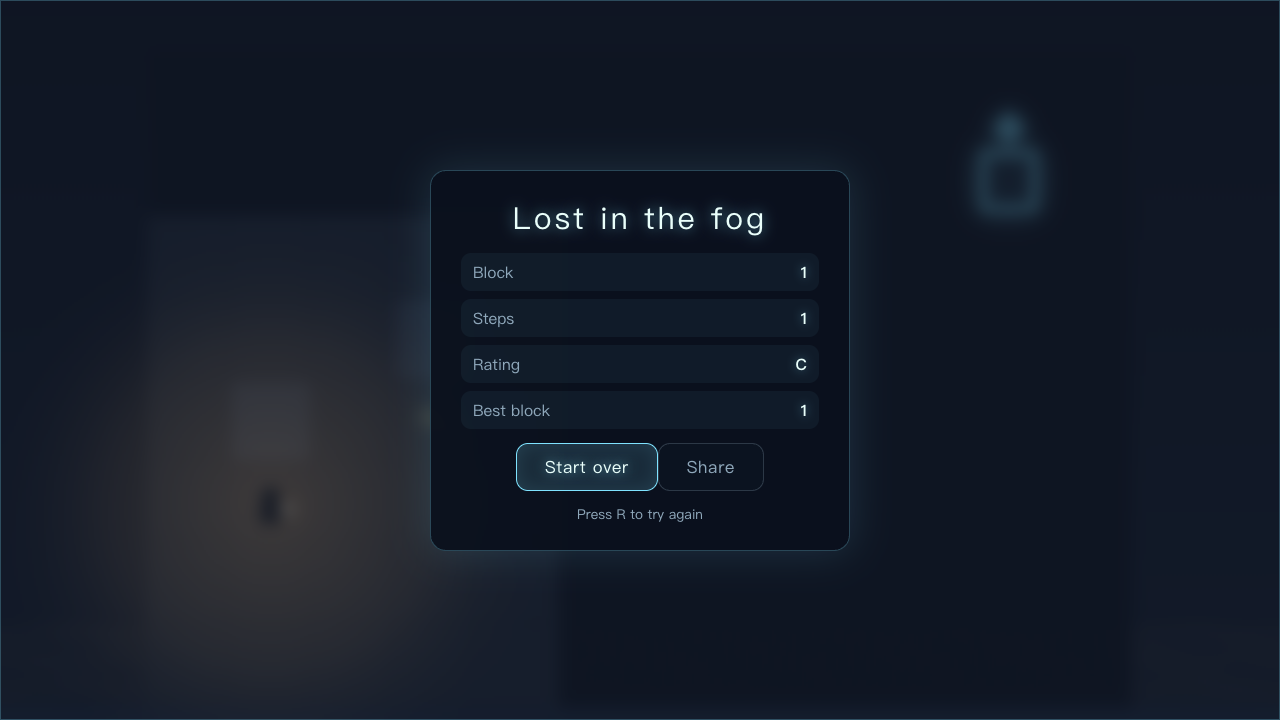 Lost in the fog
Block 1
Steps 1
Rating C
Best block 1
Start over Share
Press R to try again